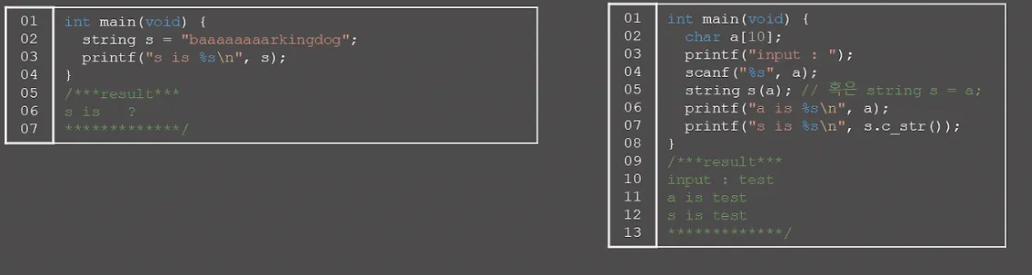 01 int main(void) {
02 string s = "baaaaaaaarkingdog";
03 printf("s is %s\n", s);
04 }
05 /***result***
06 s is ?
07 *************/
01 int main(void) {
02 char a[10];
03 printf("input : ");
04 scanf("%s", a);
05 string s(a); // 혹은 string s = a;
06 printf("a is %s\n", a);
07 printf("s is %s\n", s.c_str());
08 }
09 /***result***
10 input : test
11 a is test
12 s is test
13 *************/